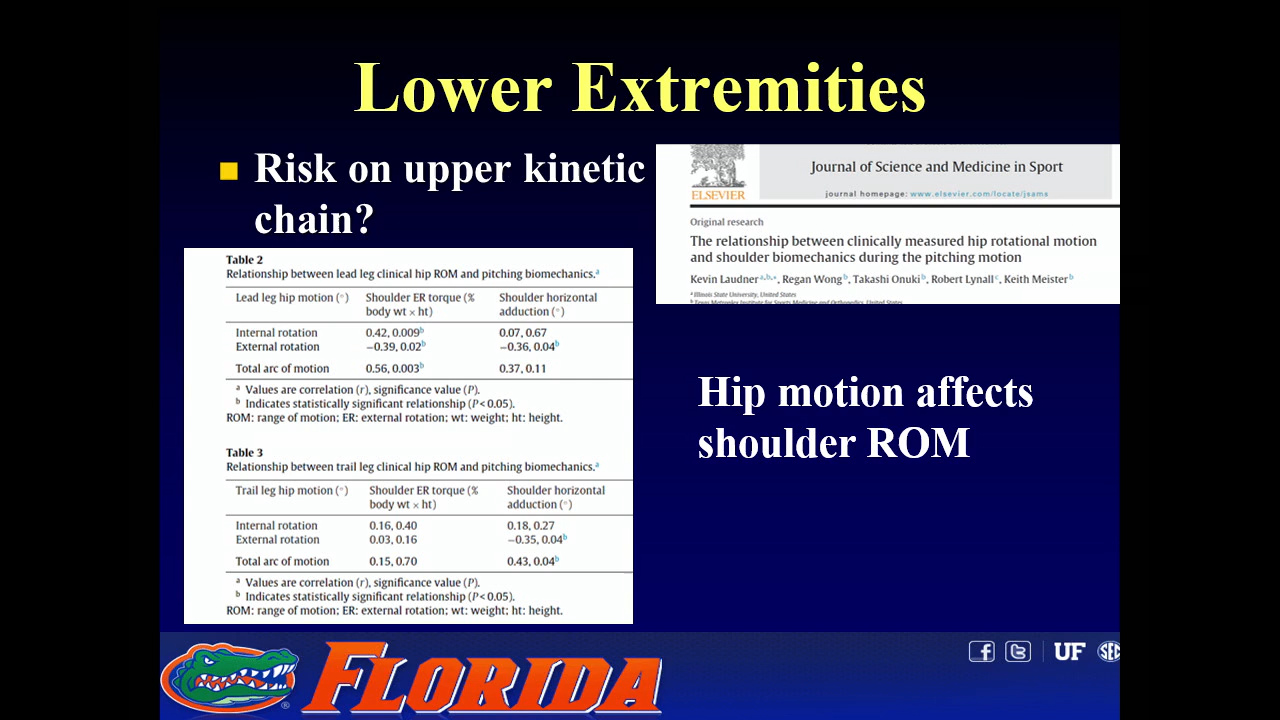 Lower Extremities
Risk on upper kinetic
chain?
ELSEVIER
Journal of Science and Medicine in Sport
journal homepage: www.elsevier.com/locate/jsams
Original research
The relationship between clinically measured hip rotational motion
and shoulder biomechanics during the pitching motion
Kevin Laudner a,b,*, Regan Wong b, Takashi Onuki b, Robert Lynall c, Keith Meister b
a Illinois State University, United States
b Texas Metroplex Institute for Sports Medicine and Orthopedics, United States
Table 2
Relationship between lead leg clinical hip ROM and pitching biomechanics.a
Lead leg hip motion (°) Shoulder ER torque (% Shoulder horizontal
body wt × ht) adduction (°)
Internal rotation 0.42, 0.009b 0.07, 0.67
External rotation −0.39, 0.02b −0.36, 0.04b
Total arc of motion 0.56, 0.003b 0.37, 0.11
a Values are correlation (r), significance value (P).
b Indicates statistically significant relationship (P < 0.05).
ROM: range of motion; ER: external rotation; wt: weight; ht: height.
Table 3
Relationship between trail leg clinical hip ROM and pitching biomechanics.a
Trail leg hip motion (°) Shoulder ER torque (% Shoulder horizontal
body wt × ht) adduction (°)
Internal rotation 0.16, 0.40 0.18, 0.27
External rotation 0.03, 0.16 −0.35, 0.04b
Total arc of motion 0.15, 0.70 0.43, 0.04b
a Values are correlation (r), significance value (P).
b Indicates statistically significant relationship (P < 0.05).
ROM: range of motion; ER: external rotation; wt: weight; ht: height.
Hip motion affects
shoulder ROM
FLORIDA
UF
SEC